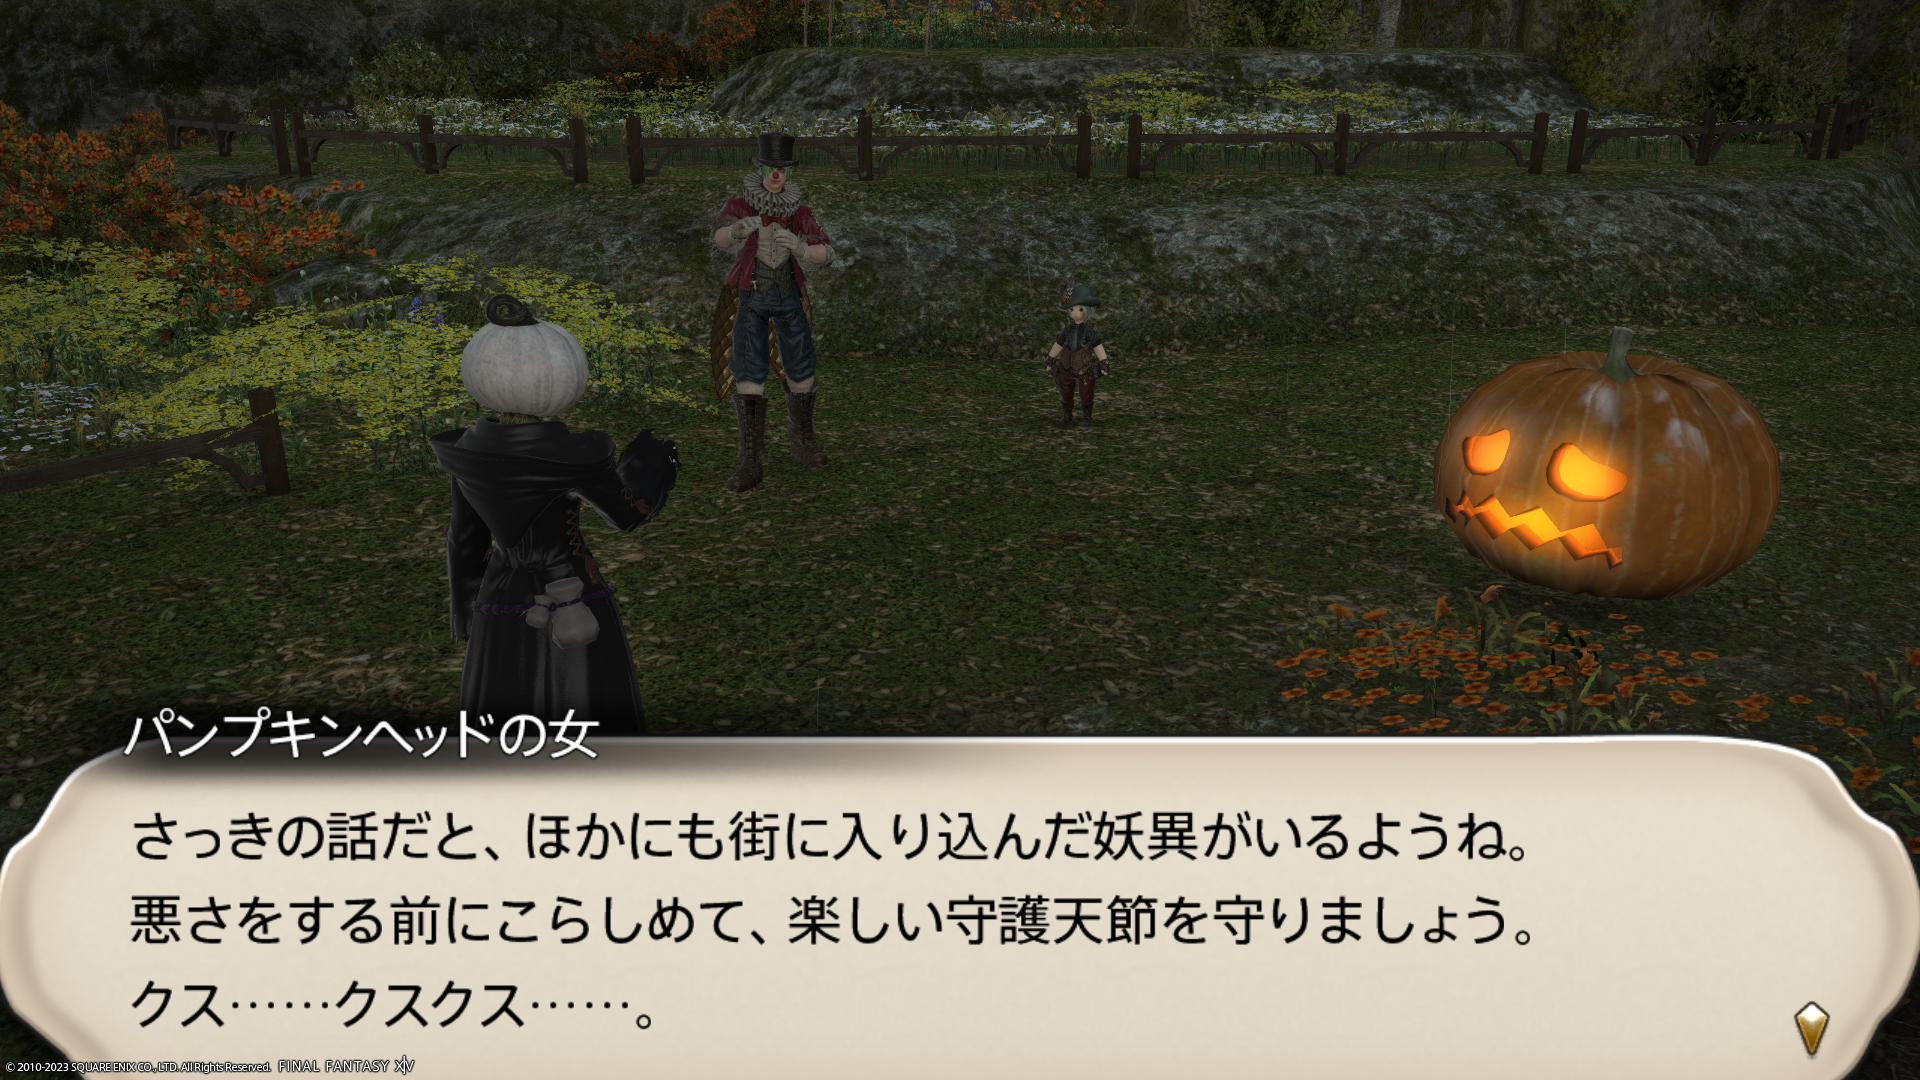 パンプキンヘッドの女
さっきの話だと、ほかにも街に入り込んだ妖異がいるようね。
悪さをする前にこらしめて、楽しい守護天節を守りましょう。
クス……クスクス……。
© 2010-2023 SQUARE ENIX CO., LTD. All Rights Reserved. FINAL FANTASY XIV